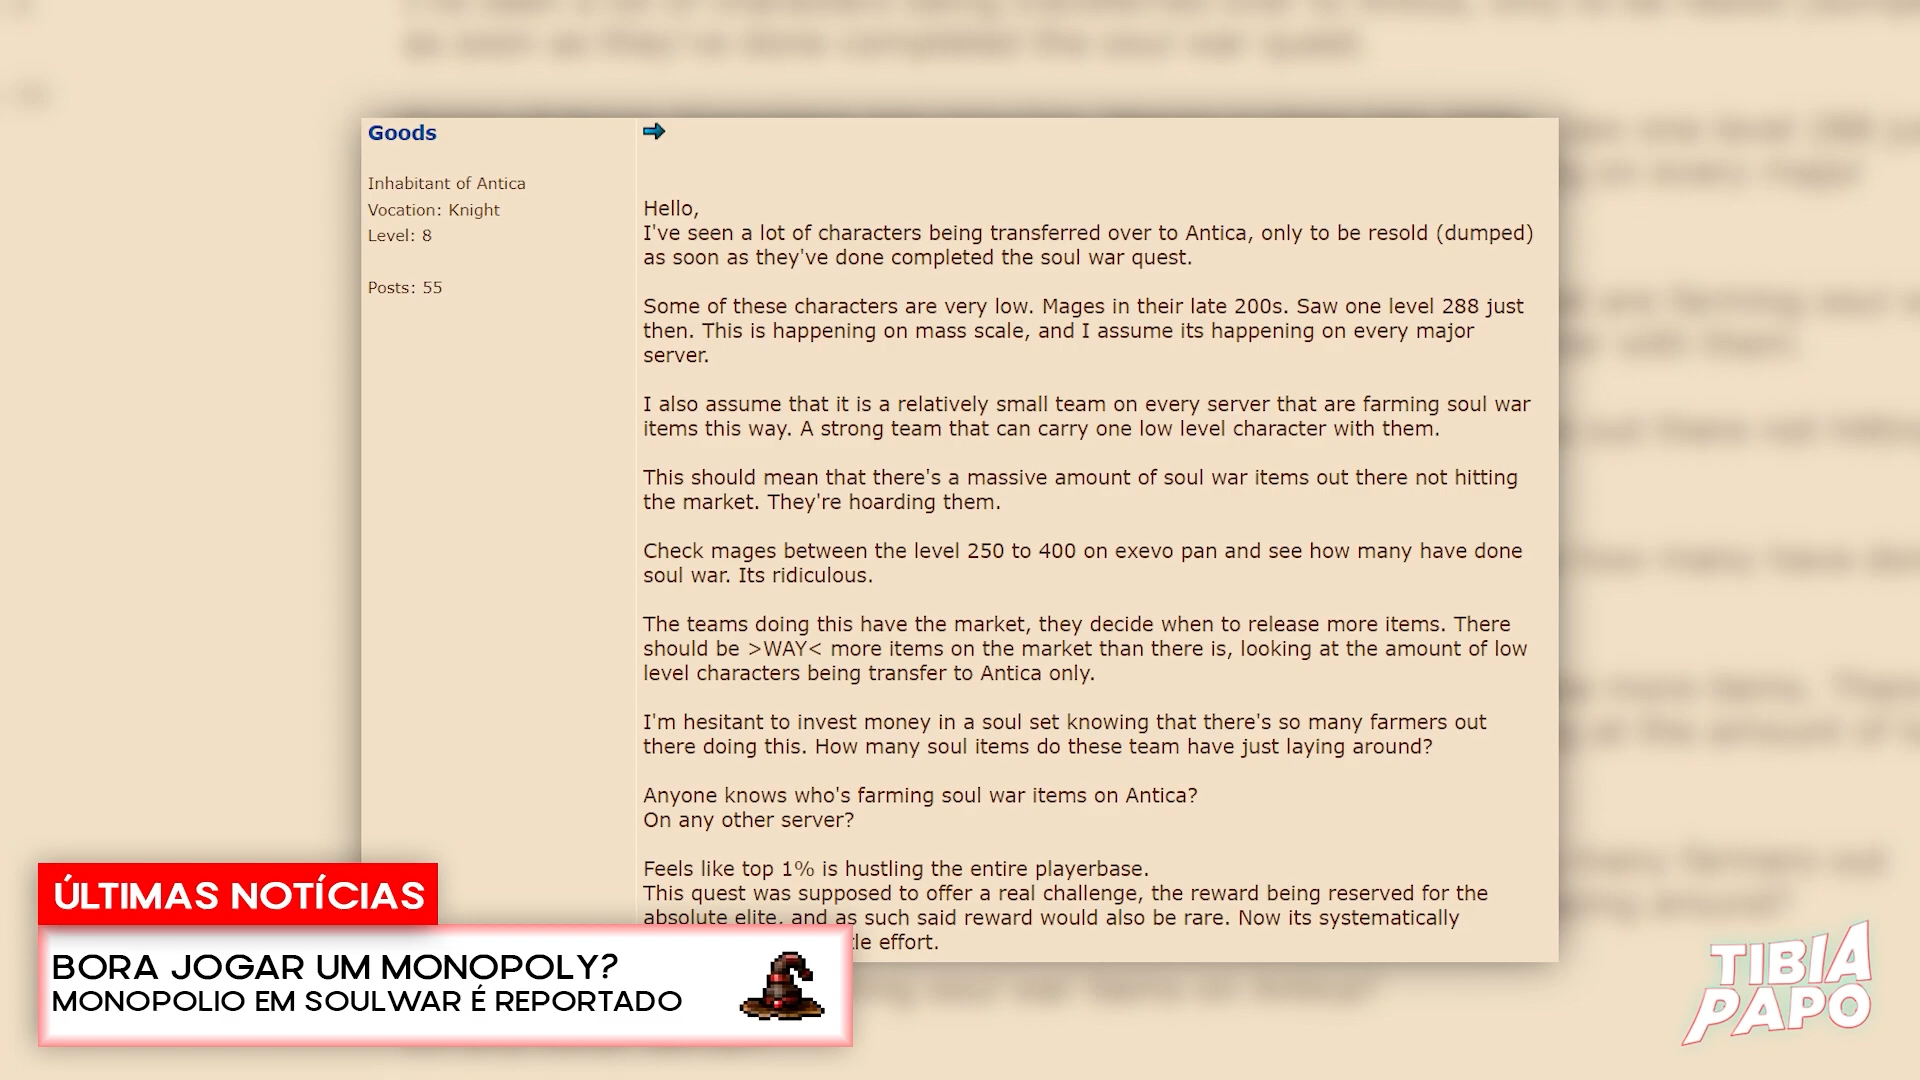 Goods
Inhabitant of Antica
Vocation: Knight
Level: 8
Posts: 55
Hello,
I've seen a lot of characters being transferred over to Antica, only to be resold (dumped)
as soon as they've done completed the soul war quest.
Some of these characters are very low. Mages in their late 200s. Saw one level 288 just
then. This is happening on mass scale, and I assume its happening on every major
server.
I also assume that it is a relatively small team on every server that are farming soul war
items this way. A strong team that can carry one low level character with them.
This should mean that there's a massive amount of soul war items out there not hitting
the market. They're hoarding them.
Check mages between the level 250 to 400 on exevo pan and see how many have done
soul war. Its ridiculous.
The teams doing this have the market, they decide when to release more items. There
should be >WAY< more items on the market than there is, looking at the amount of low
level characters being transfer to Antica only.
I'm hesitant to invest money in a soul set knowing that there's so many farmers out
there doing this. How many soul items do these team have just laying around?
Anyone knows who's farming soul war items on Antica?
On any other server?
Feels like top 1% is hustling the entire playerbase.
This quest was supposed to offer a real challenge, the reward being reserved for the
absolute elite, and as such said reward would also be rare. Now its systematically
effort.
ÚLTIMAS NOTÍCIAS
BORA JOGAR UM MONOPOLY?
MONOPOLIO EM SOULWAR É REPORTADO
TIBIA
PAPO